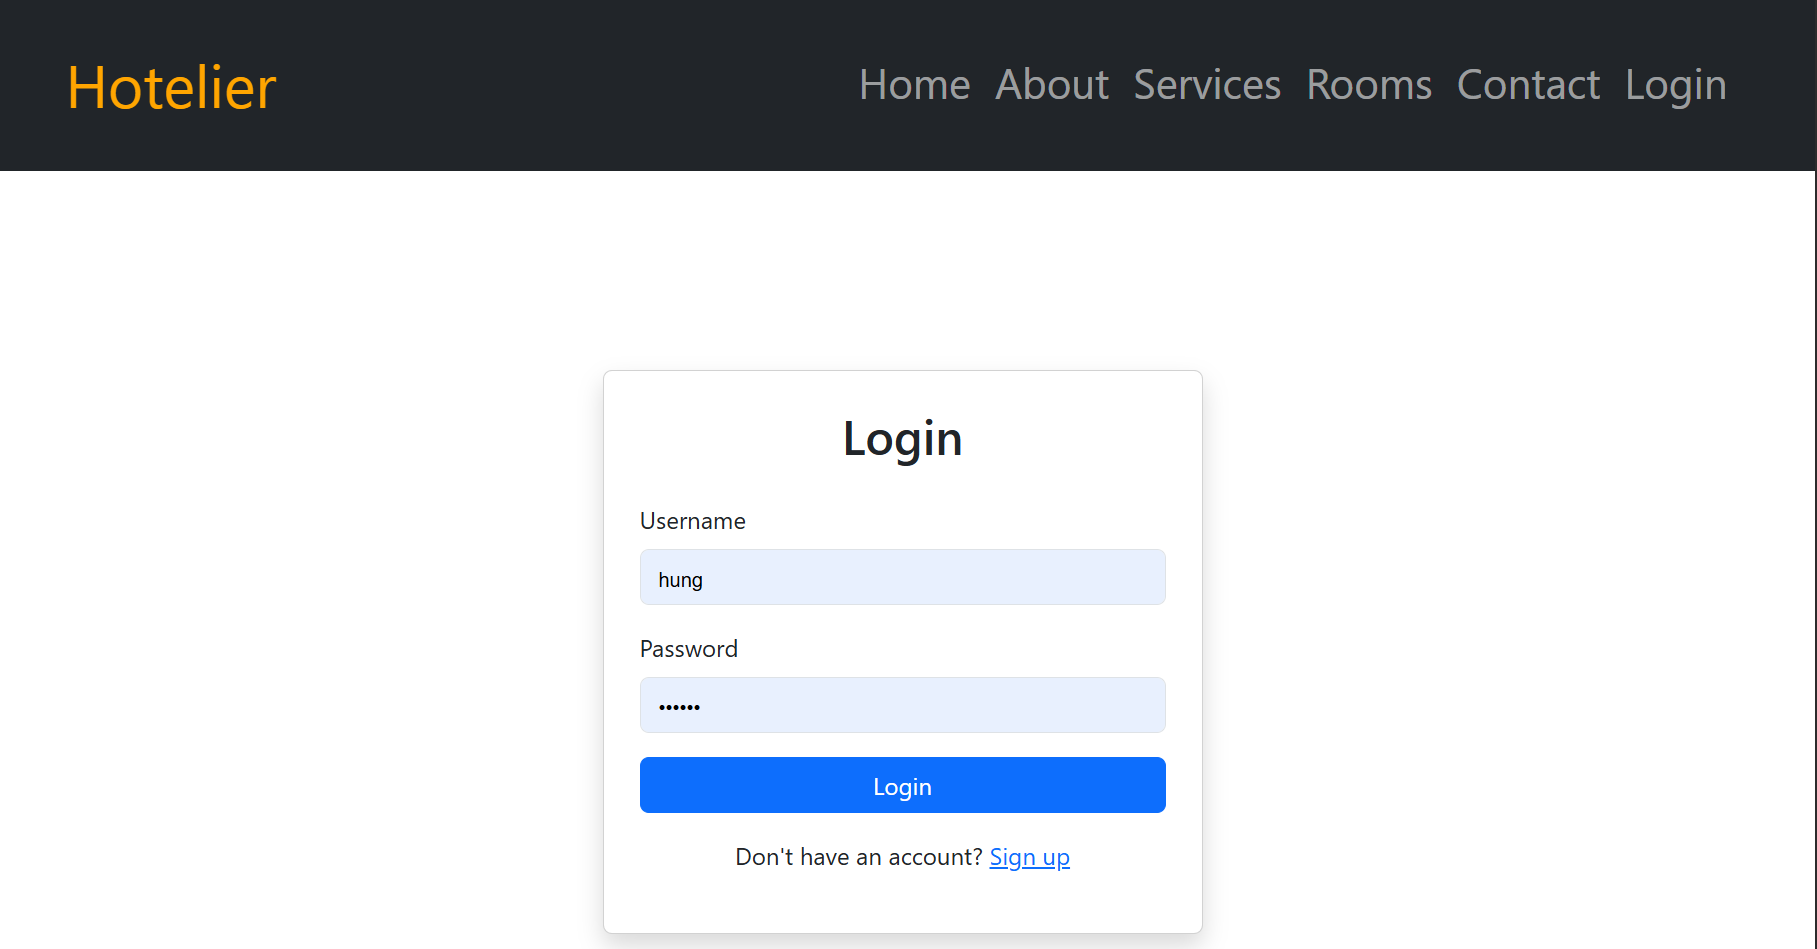 Hotelier
Home About Services Rooms Contact Login
Login
Username
hung
Password
••••••
Login
Don't have an account? Sign up